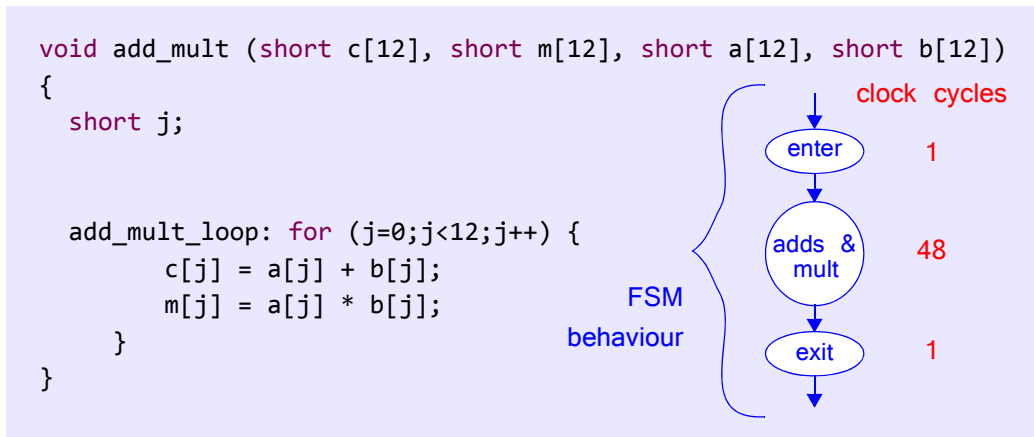 void add_mult (short c[12], short m[12], short a[12], short b[12])
{
short j;
add_mult_loop: for (j=0;j<12;j++) {
c[j] = a[j] + b[j];
m[j] = a[j] * b[j];
}
}
FSM
behaviour
clock cycles
enter
1
adds &
mult
48
exit
1